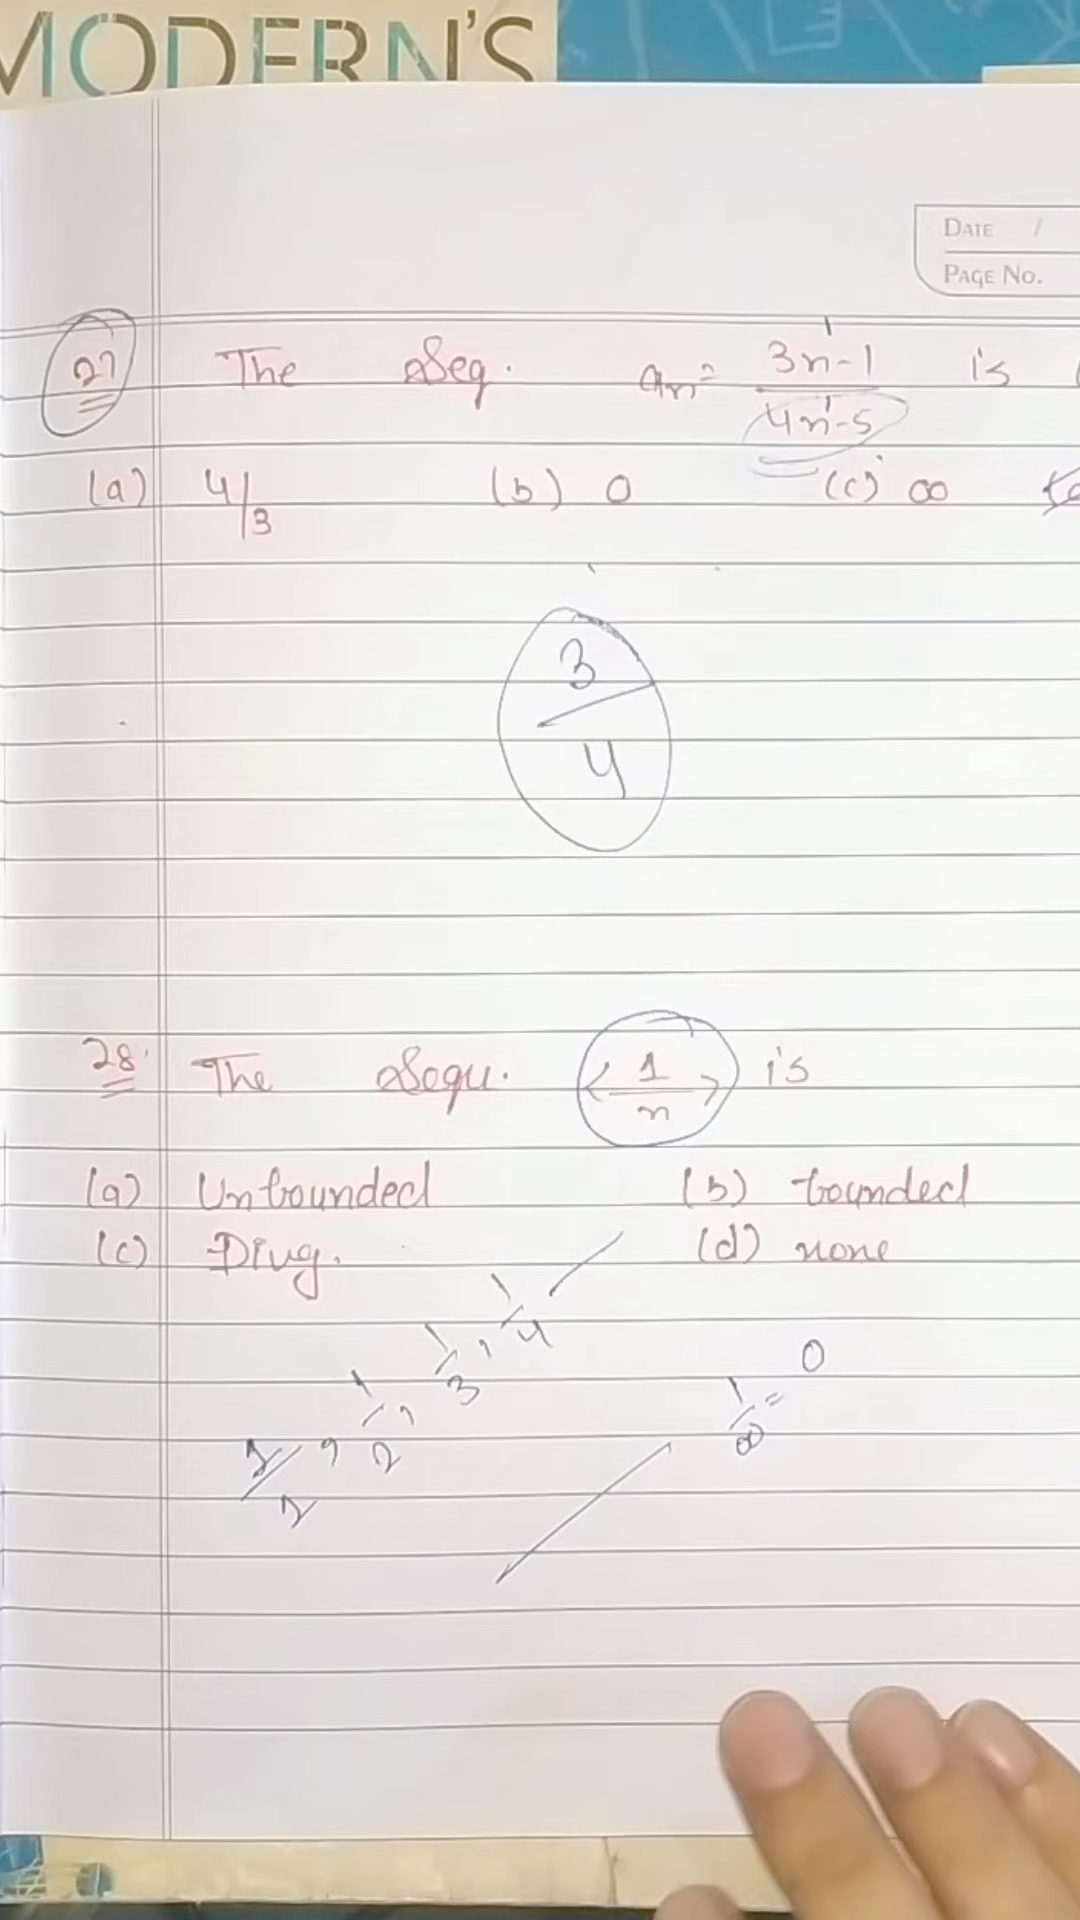 MODERN'S
DATE /
PAGE NO.
27 The Seq. an = 3n-1 / 4n-5 is
(a) 4/3 (b) 0 (c) ∞
3/4
28. The Sequ. <1/n> is
(a) Unbounded (b) bounded
(c) Divg. (d) none
1/2, 1/2, 1/3, 1/4
1/∞ = 0